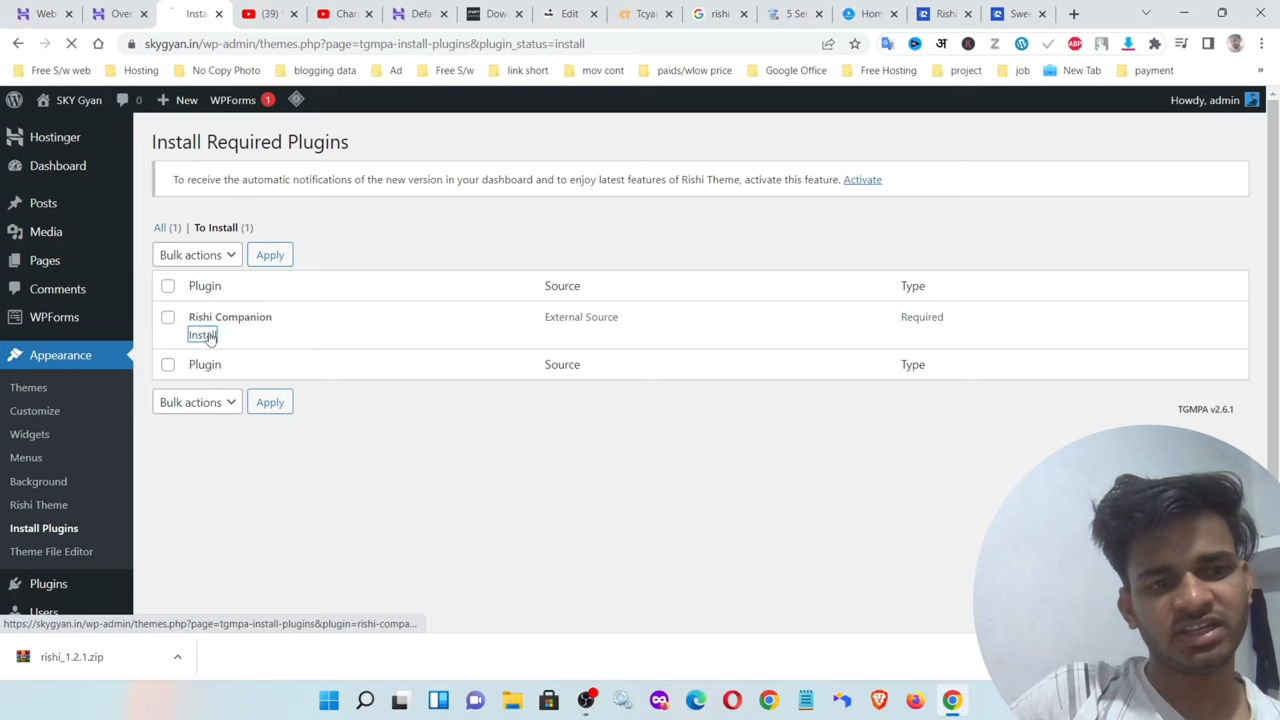 Web
Over
Insta
(39)
Chan
Defa
Dow
Edit
Tcya
rishi
5 Sec
Hom
Rishi
Swe
skygyan.in/wp-admin/themes.php?page=tgmpa-install-plugins&plugin_status=install
Free S/w web
Hosting
No Copy Photo
blogging data
Ad
Free S/w
link short
mov cont
paids/low price
Google Office
Free Hosting
project
job
New Tab
payment
»
SKY Gyan
0
New
WPForms 1
Howdy, admin
Hostinger
Dashboard
Posts
Media
Pages
Comments
WPForms
Appearance
Themes
Customize
Widgets
Menus
Background
Rishi Theme
Install Plugins
Theme File Editor
Plugins
Users
Install Required Plugins
To receive the automatic notifications of the new version in your dashboard and to enjoy latest features of Rishi Theme, activate this feature. Activate
All (1) | To Install (1)
Bulk actions Apply
Plugin Source Type
Rishi Companion External Source Required
Install
Plugin Source Type
Bulk actions Apply
TGMPA v2.6.1
https://skygyan.in/wp-admin/themes.php?page=tgmpa-install-plugins&plugin=rishi-compa...
rishi_1.2.1.zip